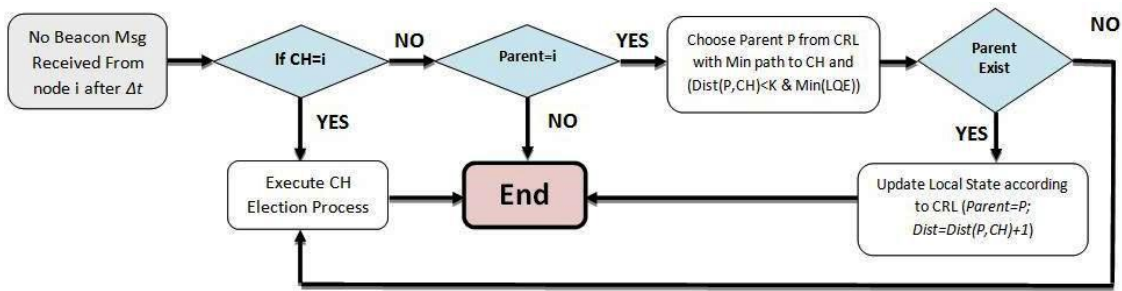 No Beacon Msg
Received From
node i after Δt
If CH=i
NO
Parent=i
YES
Choose Parent P from CRL
with Min path to CH and
(Dist(P,CH)<K & Min(LQE))
Parent
Exist
NO
YES
NO
YES
Execute CH
Election Process
End
Update Local State according
to CRL (Parent=P;
Dist=Dist(P,CH)+1)